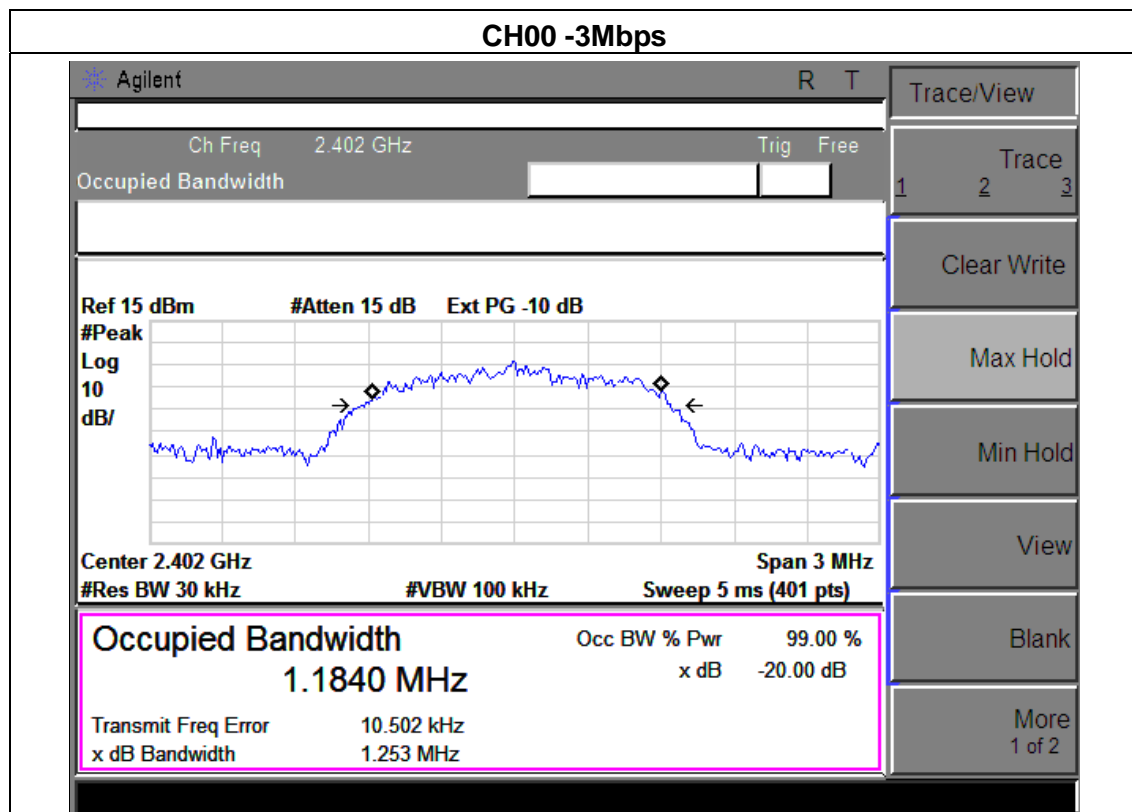 CH00 -3Mbps
Agilent R T
Trace/View
Ch Freq 2.402 GHz Trig Free
Occupied Bandwidth
Trace
1 2 3
Clear Write
Ref 15 dBm #Atten 15 dB Ext PG -10 dB
#Peak
Log
10
dB/
Max Hold
Min Hold
Center 2.402 GHz Span 3 MHz
#Res BW 30 kHz #VBW 100 kHz Sweep 5 ms (401 pts)
View
Occupied Bandwidth
1.1840 MHz
Occ BW % Pwr 99.00 %
x dB -20.00 dB
Transmit Freq Error 10.502 kHz
x dB Bandwidth 1.253 MHz
Blank
More
1 of 2